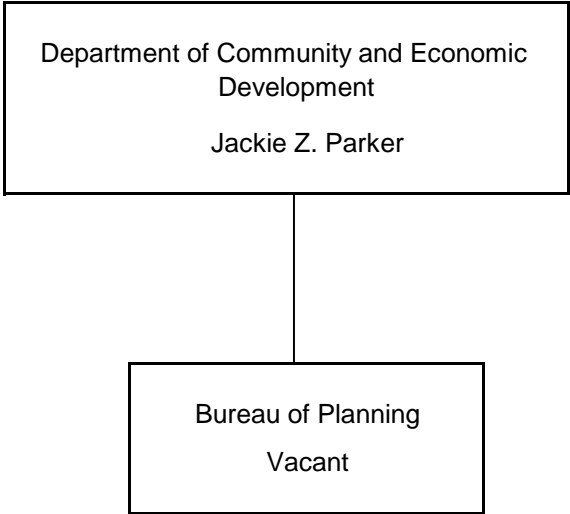 Department of Community and Economic
Development
Jackie Z. Parker
Bureau of Planning
Vacant